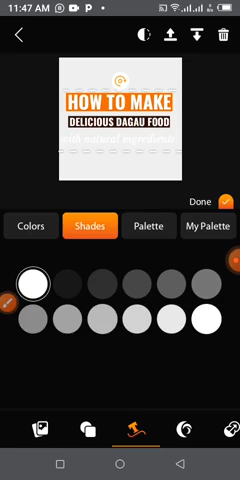 11:47 AM
HOW TO MAKE
DELICIOUS DAGAU FOOD
with natural ingredients
Done
Colors
Shades
Palette
My Palette